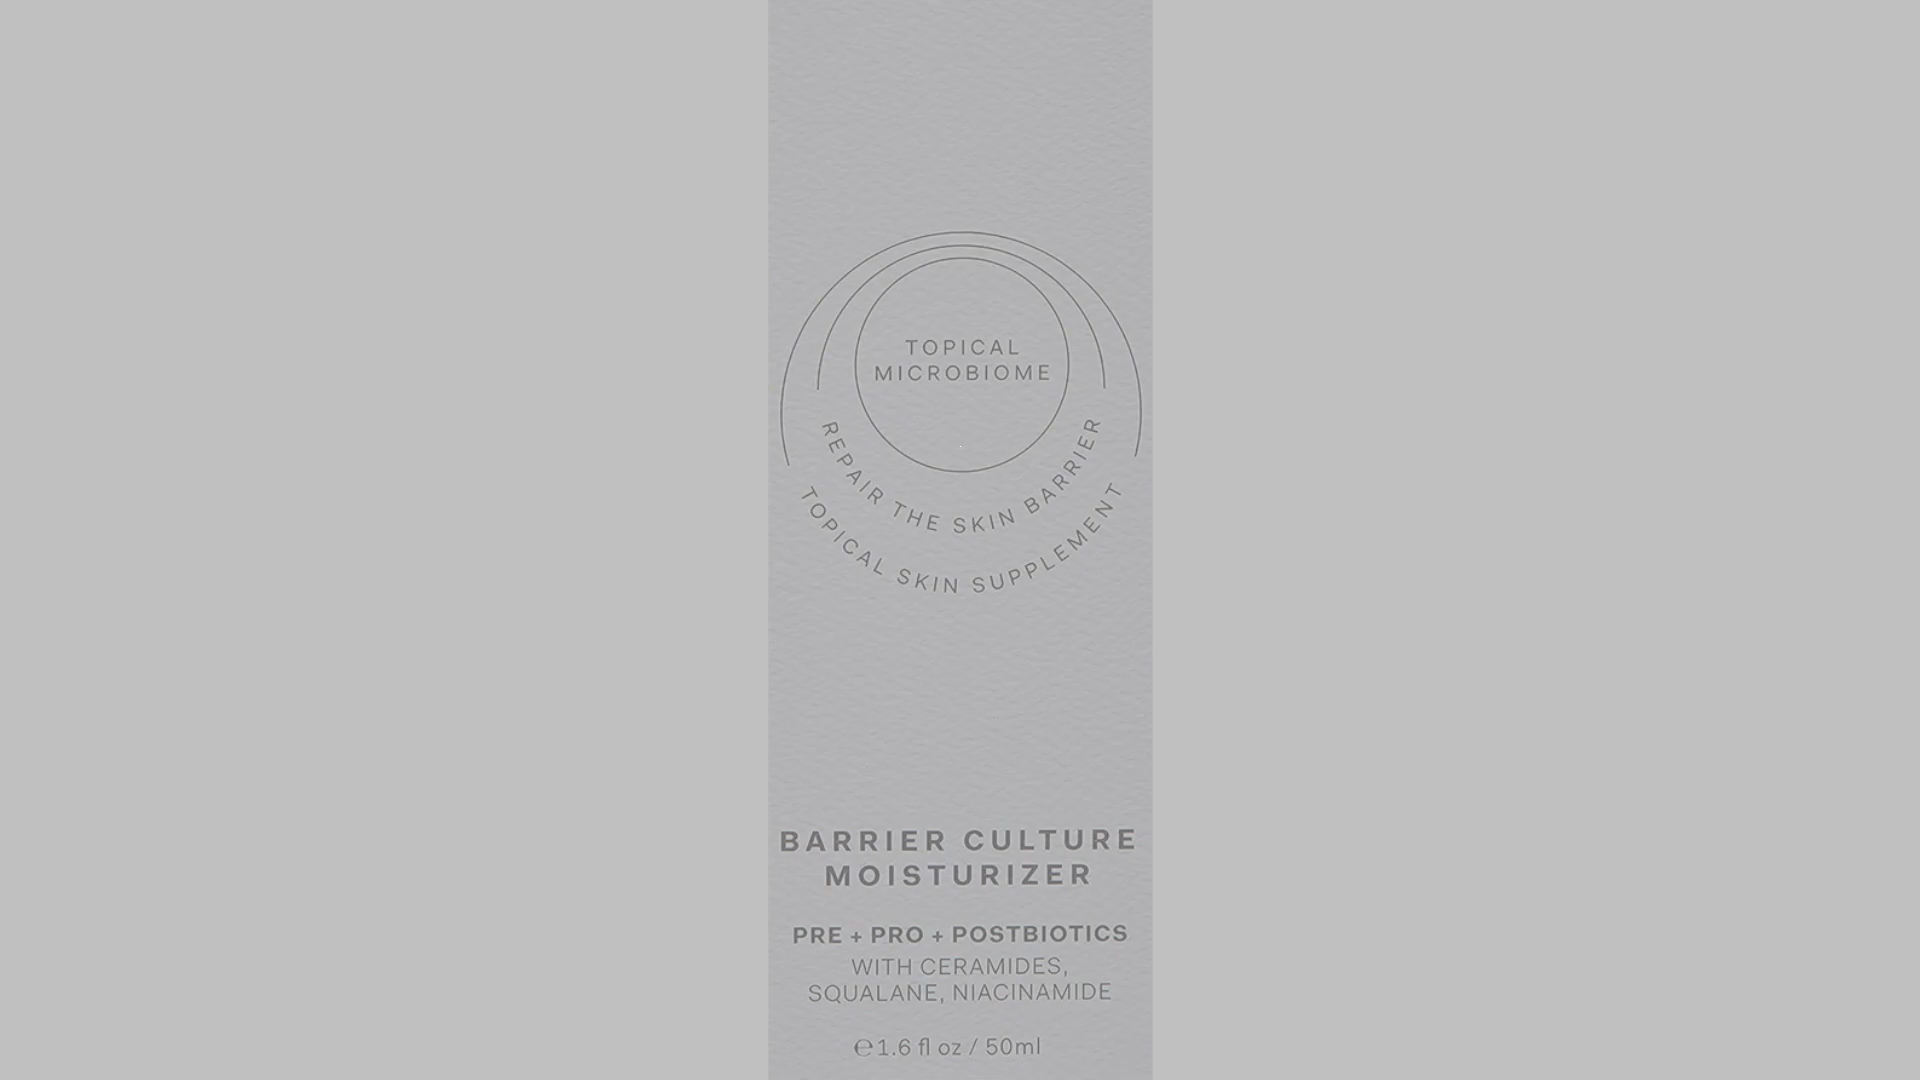 TOPICAL
MICROBIOME
REPAIR THE SKIN BARRIER
TOPICAL SKIN SUPPLEMENT
BARRIER CULTURE
MOISTURIZER
PRE + PRO + POSTBIOTICS
WITH CERAMIDES,
SQUALANE, NIACINAMIDE
℮1.6 fl oz / 50ml